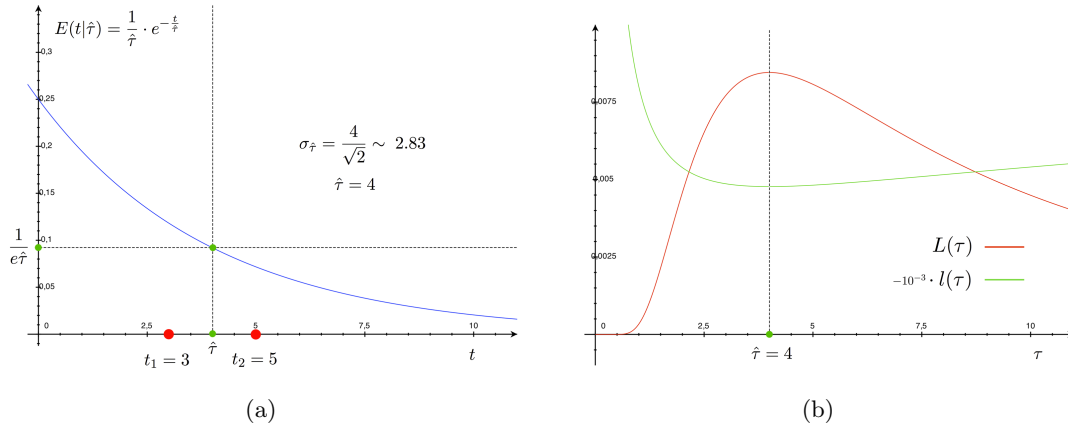 E(t|τ̂) = 1/τ̂ · e^{-t/τ̂}
0,3
0,25
0,2
0,15
0,1
0,05
σ_τ̂ = 4/√2 ∼ 2.83
τ̂ = 4
1/(eτ̂)
0 2,5 5 7,5 10
τ̂
t₁ = 3 t₂ = 5 t
(a)
0,0075
0,005
0,0025
L(τ)
−10⁻³ · l(τ)
0 2,5 5 7,5 10
τ̂ = 4 τ
(b)